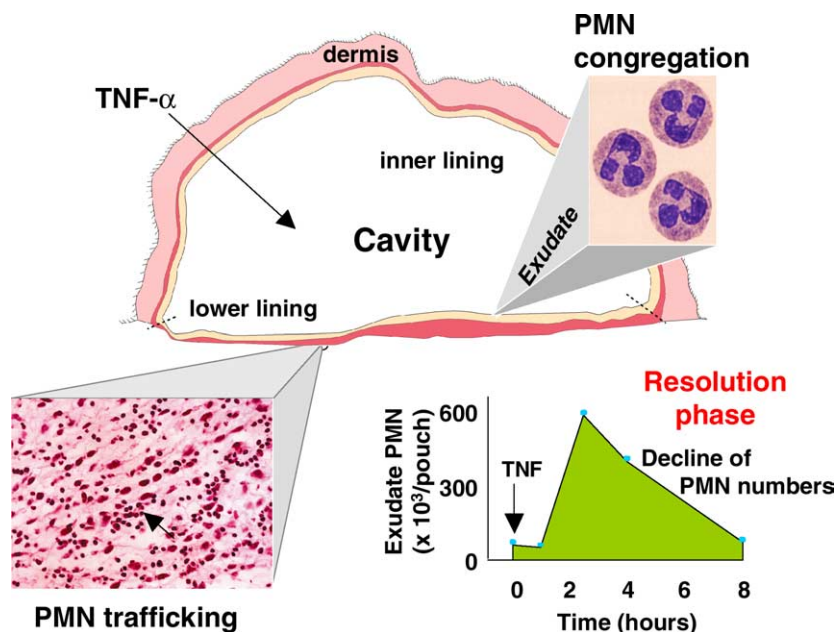 PMN
congregation
dermis
TNF-α
inner lining
Cavity
Exudate
lower lining
PMN trafficking
Resolution
phase
Exudate PMN
(x 10³/pouch)
600
300
0
TNF
Decline of
PMN numbers
0 2 4 6 8
Time (hours)